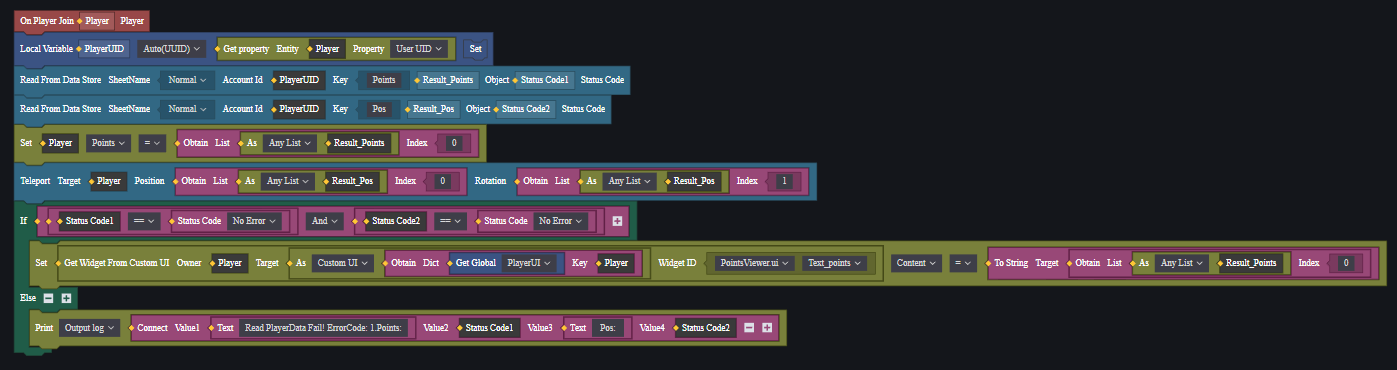 On Player Join Player Player
Local Variable PlayerUID Auto(UUID) Get property Entity Player Property User UID Set
Read From Data Store SheetName Normal Account Id PlayerUID Key Points Result_Points Object Status Code1 Status Code
Read From Data Store SheetName Normal Account Id PlayerUID Key Pos Result_Pos Object Status Code2 Status Code
Set Player Points = Obtain List As Any List Result_Points Index 0
Teleport Target Player Position Obtain List As Any List Result_Pos Index 0 Rotation Obtain List As Any List Result_Pos Index 1
If Status Code1 == Status Code No Error And Status Code2 == Status Code No Error
Set Get Widget From Custom UI Owner Player Target As Custom UI Obtain Dict Get Global PlayerUI Key Player Widget ID PointsViewer.ui Text_points Content = To String Target Obtain List As Any List Result_Points Index 0
Else
Print Output log Connect Value1 Text Read PlayerData Fail! ErrorCode: 1.Points: Value2 Status Code1 Value3 Text Pos: Value4 Status Code2